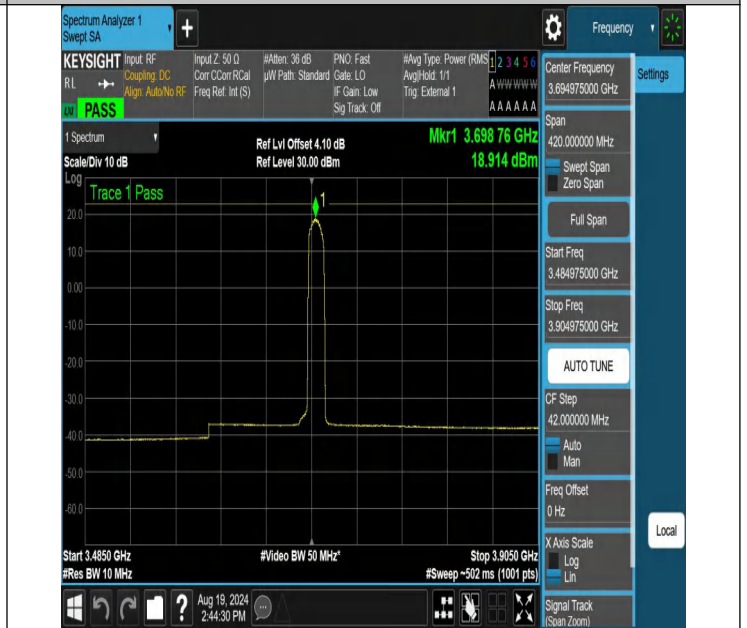 Spectrum Analyzer 1
Swept SA
+
Frequency
KEYSIGHT
RL
PASS
Input: RF
Coupling: DC
Align: Auto/No RF
Input Z: 50 Ω
Corr CCorr RCal
Freq Ref: Int (S)
#Atten: 36 dB
µW Path: Standard
PNO: Fast
Gate: LO
IF Gain: Low
Sig Track: Off
#Avg Type: Power (RMS
Avg|Hold: 1/1
Trig: External 1
1 2 3 4 5 6
A W W W W W
A A A A A A
Center Frequency
3.694975000 GHz
Settings
Span
420.000000 MHz
Swept Span
Zero Span
Full Span
Start Freq
3.484975000 GHz
Stop Freq
3.904975000 GHz
AUTO TUNE
CF Step
42.000000 MHz
Auto
Man
Freq Offset
0 Hz
X Axis Scale
Log
Lin
Local
Signal Track
(Span Zoom)
1 Spectrum
Scale/Div 10 dB
Ref Lvl Offset 4.10 dB
Ref Level 30.00 dBm
Mkr1 3.698 76 GHz
18.914 dBm
Log
Trace 1 Pass
1
20.0
10.0
0.00
-10.0
-20.0
-30.0
-40.0
-50.0
-60.0
Start 3.4850 GHz
#Res BW 10 MHz
#Video BW 50 MHz*
Stop 3.9050 GHz
#Sweep ~502 ms (1001 pts)
?
Aug 19, 2024
2:44:30 PM